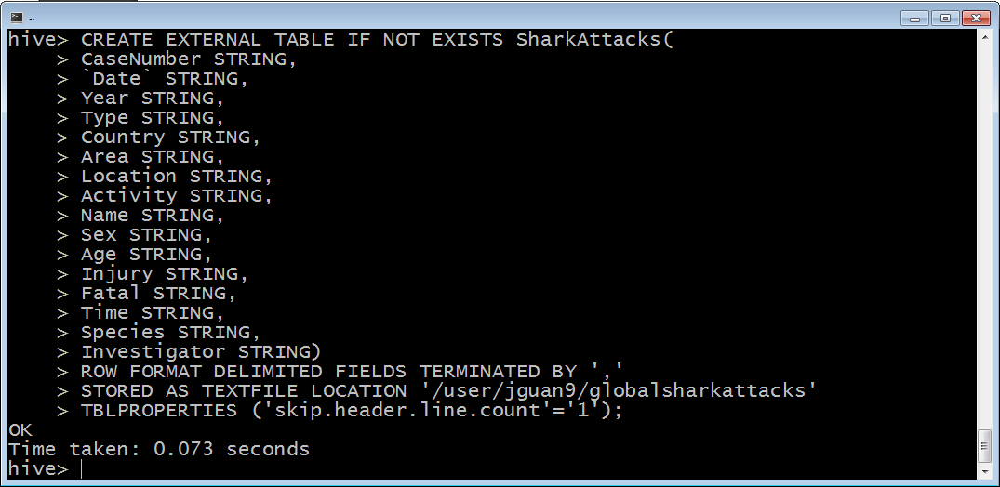 ~
hive> CREATE EXTERNAL TABLE IF NOT EXISTS SharkAttacks(
    > CaseNumber STRING,
    > `Date` STRING,
    > Year STRING,
    > Type STRING,
    > Country STRING,
    > Area STRING,
    > Location STRING,
    > Activity STRING,
    > Name STRING,
    > Sex STRING,
    > Age STRING,
    > Injury STRING,
    > Fatal STRING,
    > Time STRING,
    > Species STRING,
    > Investigator STRING)
    > ROW FORMAT DELIMITED FIELDS TERMINATED BY ','
    > STORED AS TEXTFILE LOCATION '/user/jguan9/globalsharkattacks'
    > TBLPROPERTIES ('skip.header.line.count'='1');
OK
Time taken: 0.073 seconds
hive>